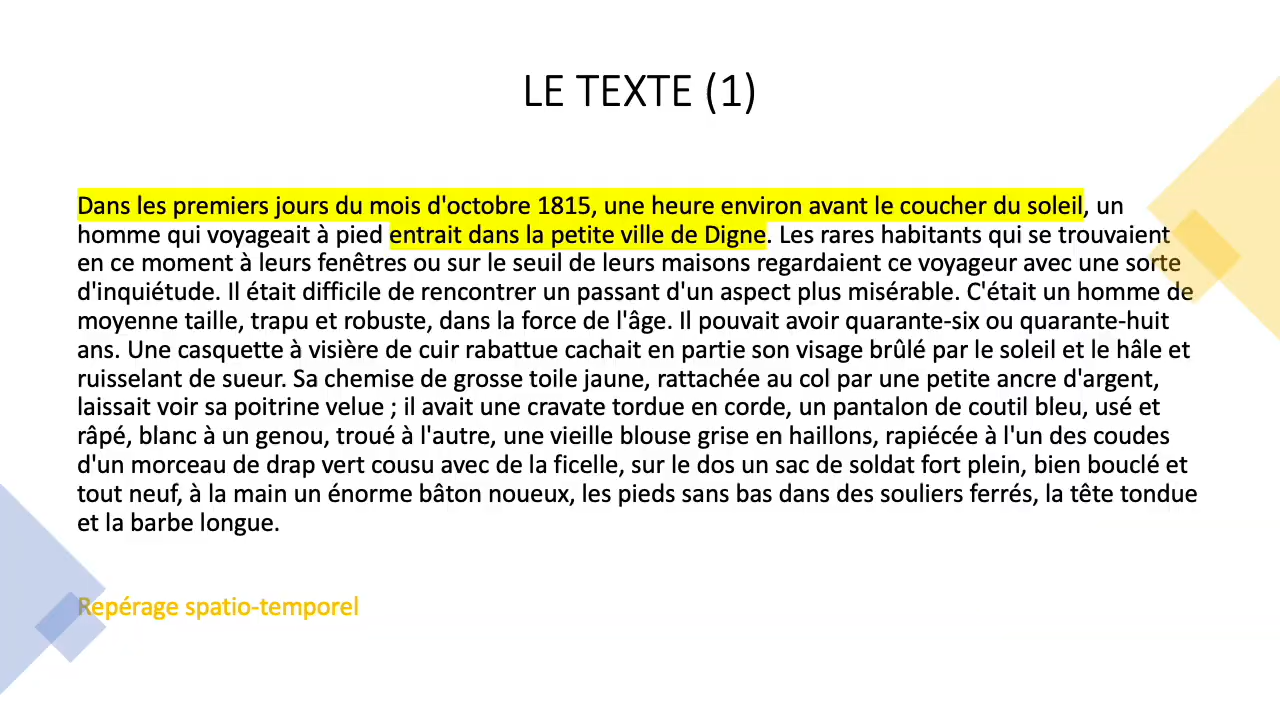 LE TEXTE (1)
Dans les premiers jours du mois d'octobre 1815, une heure environ avant le coucher du soleil, un
homme qui voyageait à pied entrait dans la petite ville de Digne. Les rares habitants qui se trouvaient
en ce moment à leurs fenêtres ou sur le seuil de leurs maisons regardaient ce voyageur avec une sorte
d'inquiétude. Il était difficile de rencontrer un passant d'un aspect plus misérable. C'était un homme de
moyenne taille, trapu et robuste, dans la force de l'âge. Il pouvait avoir quarante-six ou quarante-huit
ans. Une casquette à visière de cuir rabattue cachait en partie son visage brûlé par le soleil et le hâle et
ruisselant de sueur. Sa chemise de grosse toile jaune, rattachée au col par une petite ancre d'argent,
laissait voir sa poitrine velue ; il avait une cravate tordue en corde, un pantalon de coutil bleu, usé et
râpé, blanc à un genou, troué à l'autre, une vieille blouse grise en haillons, rapiécée à l'un des coudes
d'un morceau de drap vert cousu avec de la ficelle, sur le dos un sac de soldat fort plein, bien bouclé et
tout neuf, à la main un énorme bâton noueux, les pieds sans bas dans des souliers ferrés, la tête tondue
et la barbe longue.
Repérage spatio-temporel